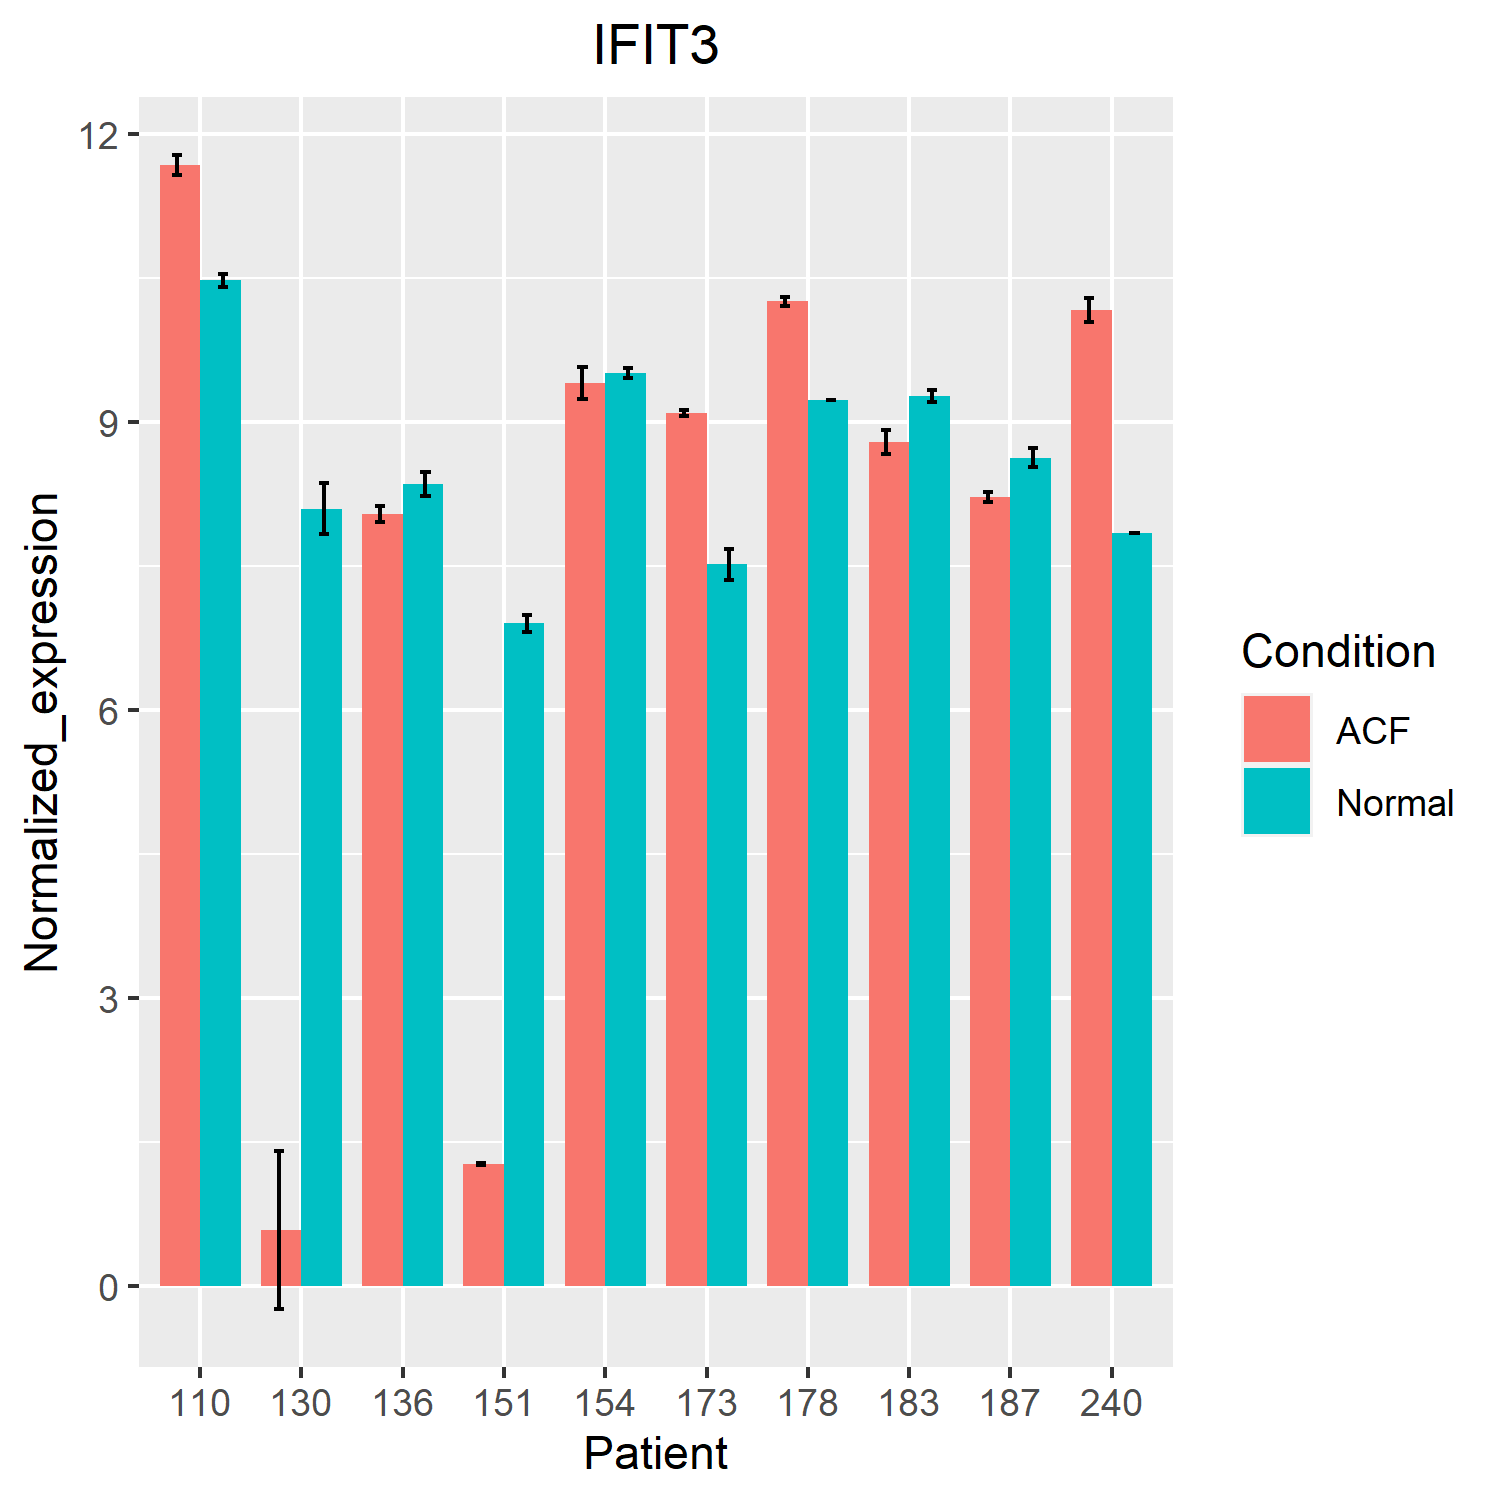 IFIT3
12
9
6
3
0
Normalized_expression
110 130 136 151 154 173 178 183 187 240
Patient
Condition
ACF
Normal